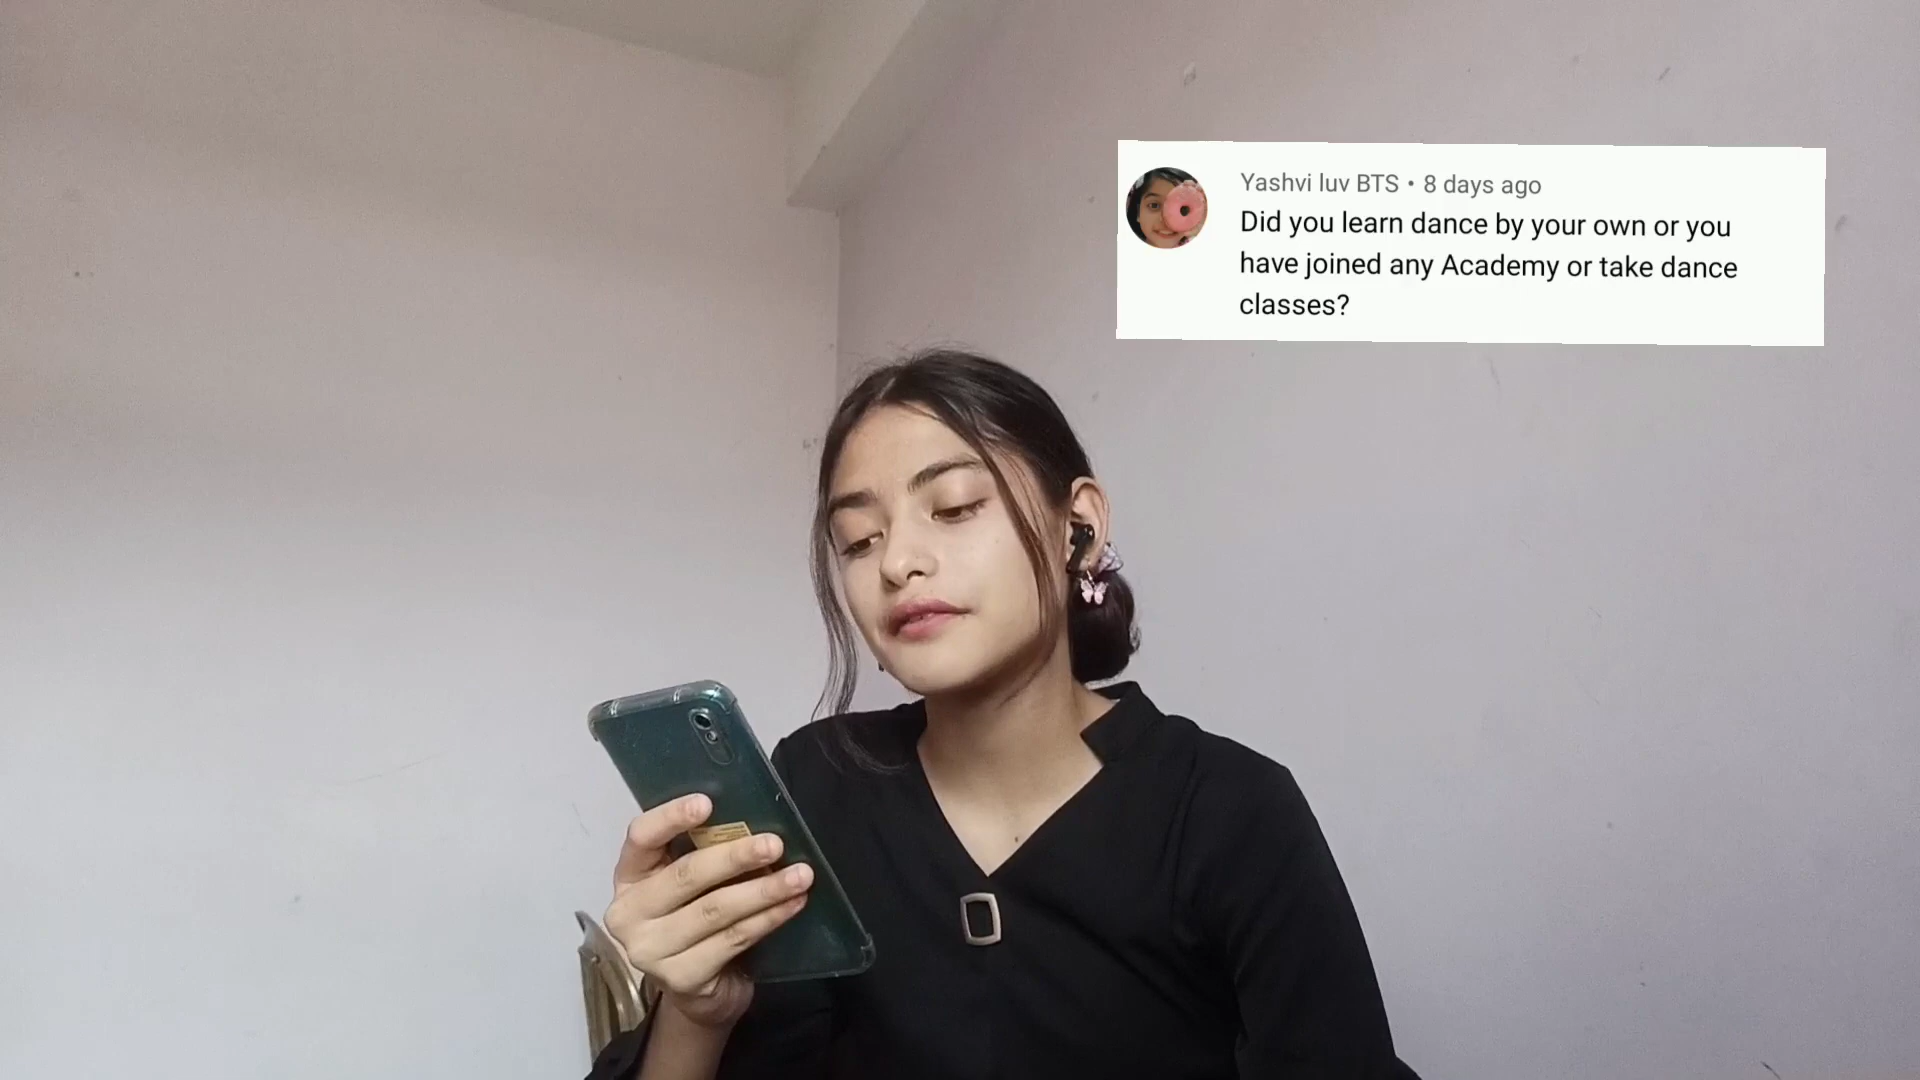 Yashvi luv BTS • 8 days ago
Did you learn dance by your own or you
have joined any Academy or take dance
classes?